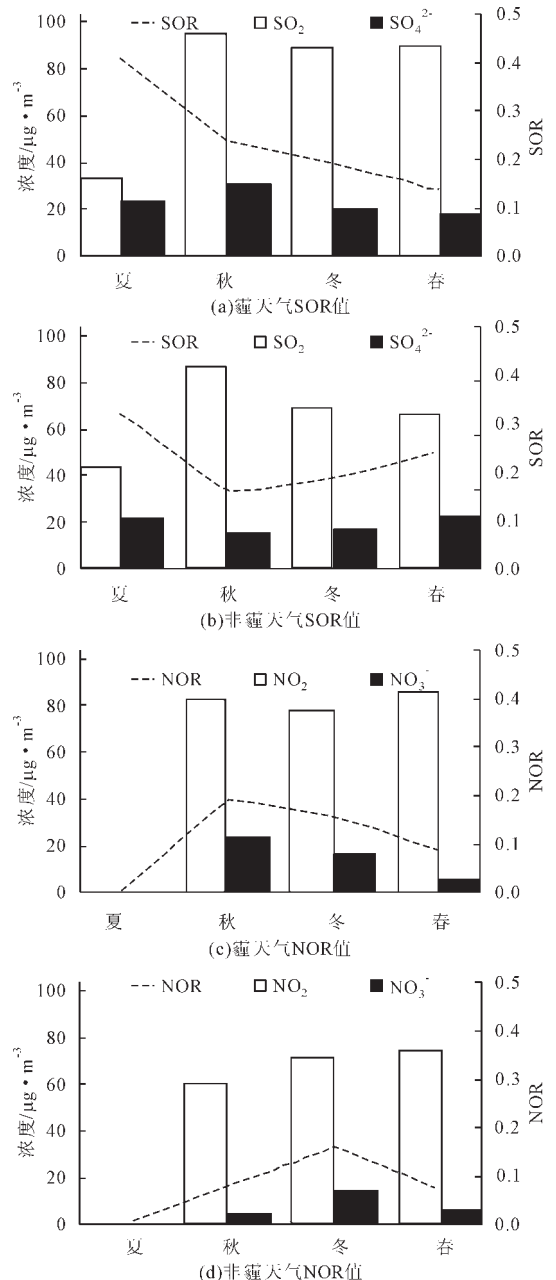 SOR SO₂ SO₄²⁻
100 80 60 40 20 0
浓度/μg·m⁻³
0.5 0.4 0.3 0.2 0.1 0.0
SOR
夏 秋 冬 春
(a)霾天气SOR值
SOR SO₂ SO₄²⁻
100 80 60 40 20 0
浓度/μg·m⁻³
0.5 0.4 0.3 0.2 0.1 0.0
SOR
夏 秋 冬 春
(b)非霾天气SOR值
NOR NO₂ NO₃⁻
100 80 60 40 20 0
浓度/μg·m⁻³
0.5 0.4 0.3 0.2 0.1 0.0
NOR
夏 秋 冬 春
(c)霾天气NOR值
NOR NO₂ NO₃⁻
100 80 60 40 20 0
浓度/μg·m⁻³
0.5 0.4 0.3 0.2 0.1 0.0
NOR
夏 秋 冬 春
(d)非霾天气NOR值